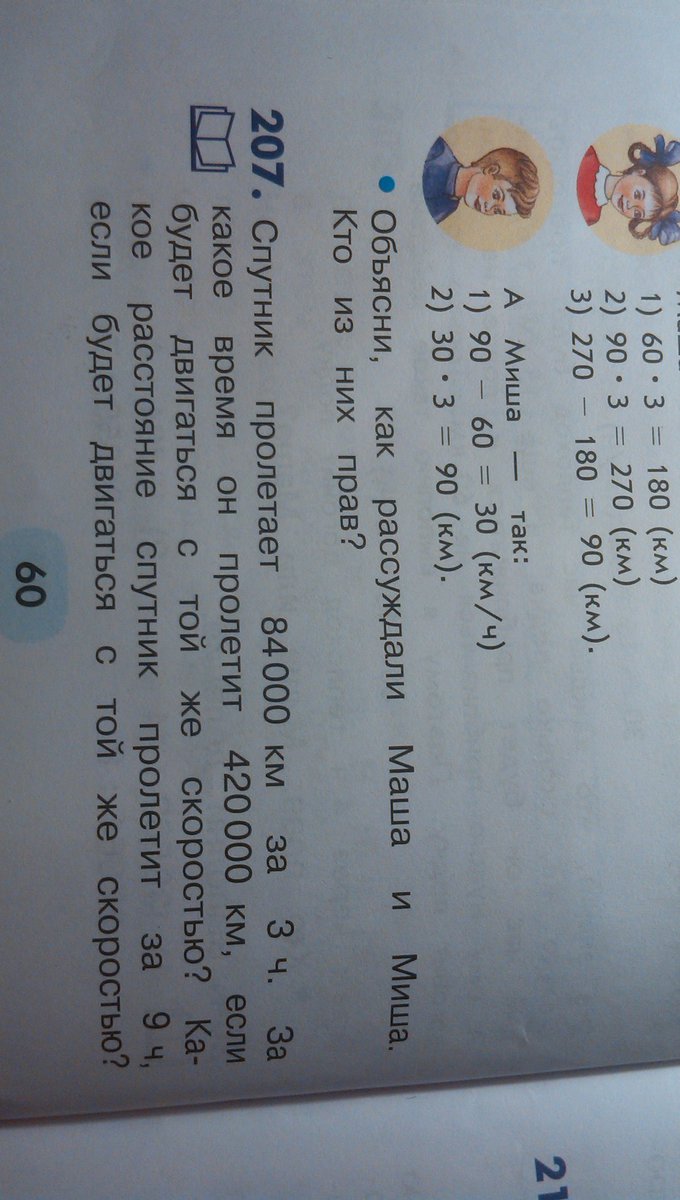 1) 60 · 3 = 180 (км)
2) 90 · 3 = 270 (км)
3) 270 – 180 = 90 (км).
А Миша — так:
1) 90 – 60 = 30 (км/ч)
2) 30 · 3 = 90 (км).
• Объясни, как рассуждали Маша и Миша.
Кто из них прав?
207. Спутник пролетает 84 000 км за 3 ч. За
какое время он пролетит 420 000 км, если
будет двигаться с той же скоростью? Ка-
кое расстояние спутник пролетит за 9 ч,
если будет двигаться с той же скоростью?
60
21